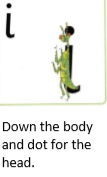 i
Down the body
and dot for the
head.